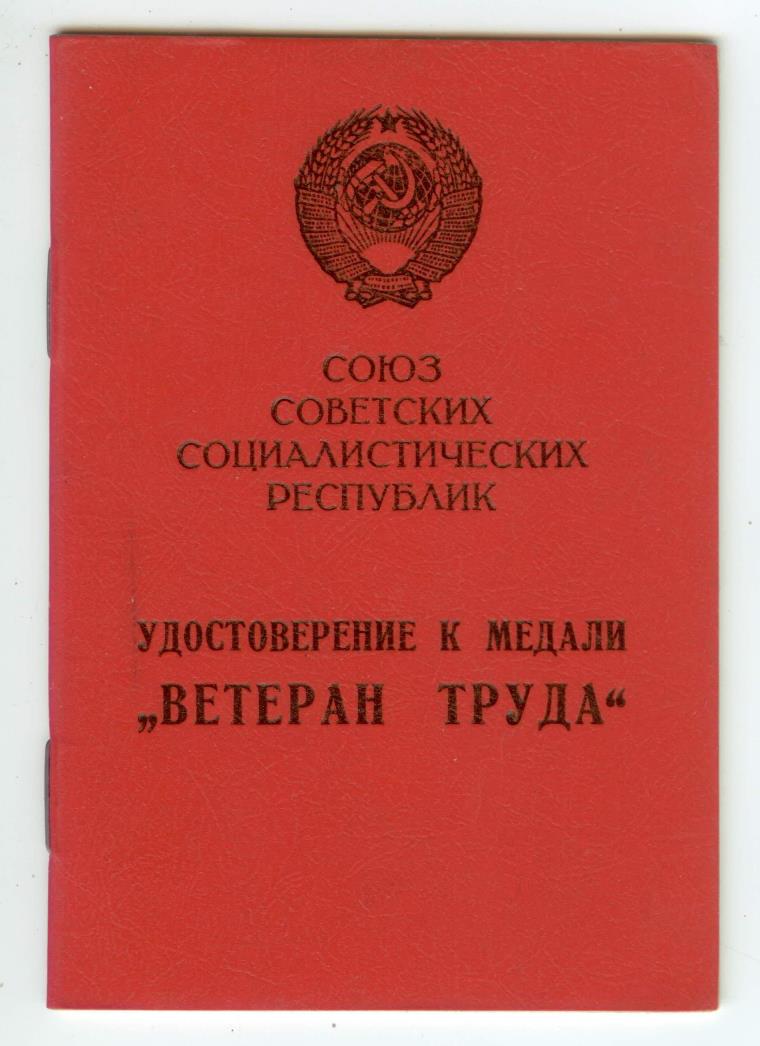 СОЮЗ
СОВЕТСКИХ
СОЦИАЛИСТИЧЕСКИХ
РЕСПУБЛИК
УДОСТОВЕРЕНИЕ К МЕДАЛИ
„ВЕТЕРАН ТРУДА“